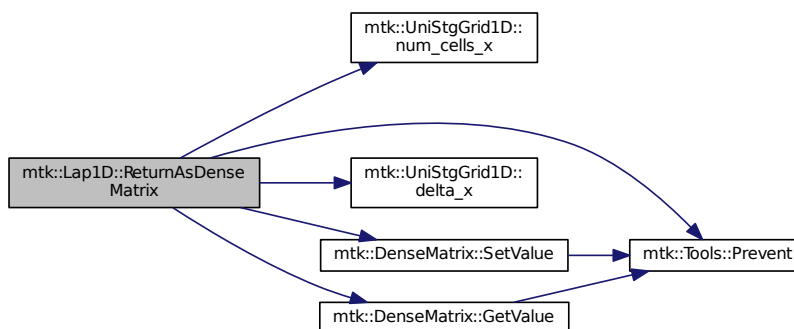 mtk::UniStgGrid1D::
num_cells_x
mtk::Lap1D::ReturnAsDense
Matrix
mtk::UniStgGrid1D::
delta_x
mtk::DenseMatrix::SetValue
mtk::Tools::Prevent
mtk::DenseMatrix::GetValue